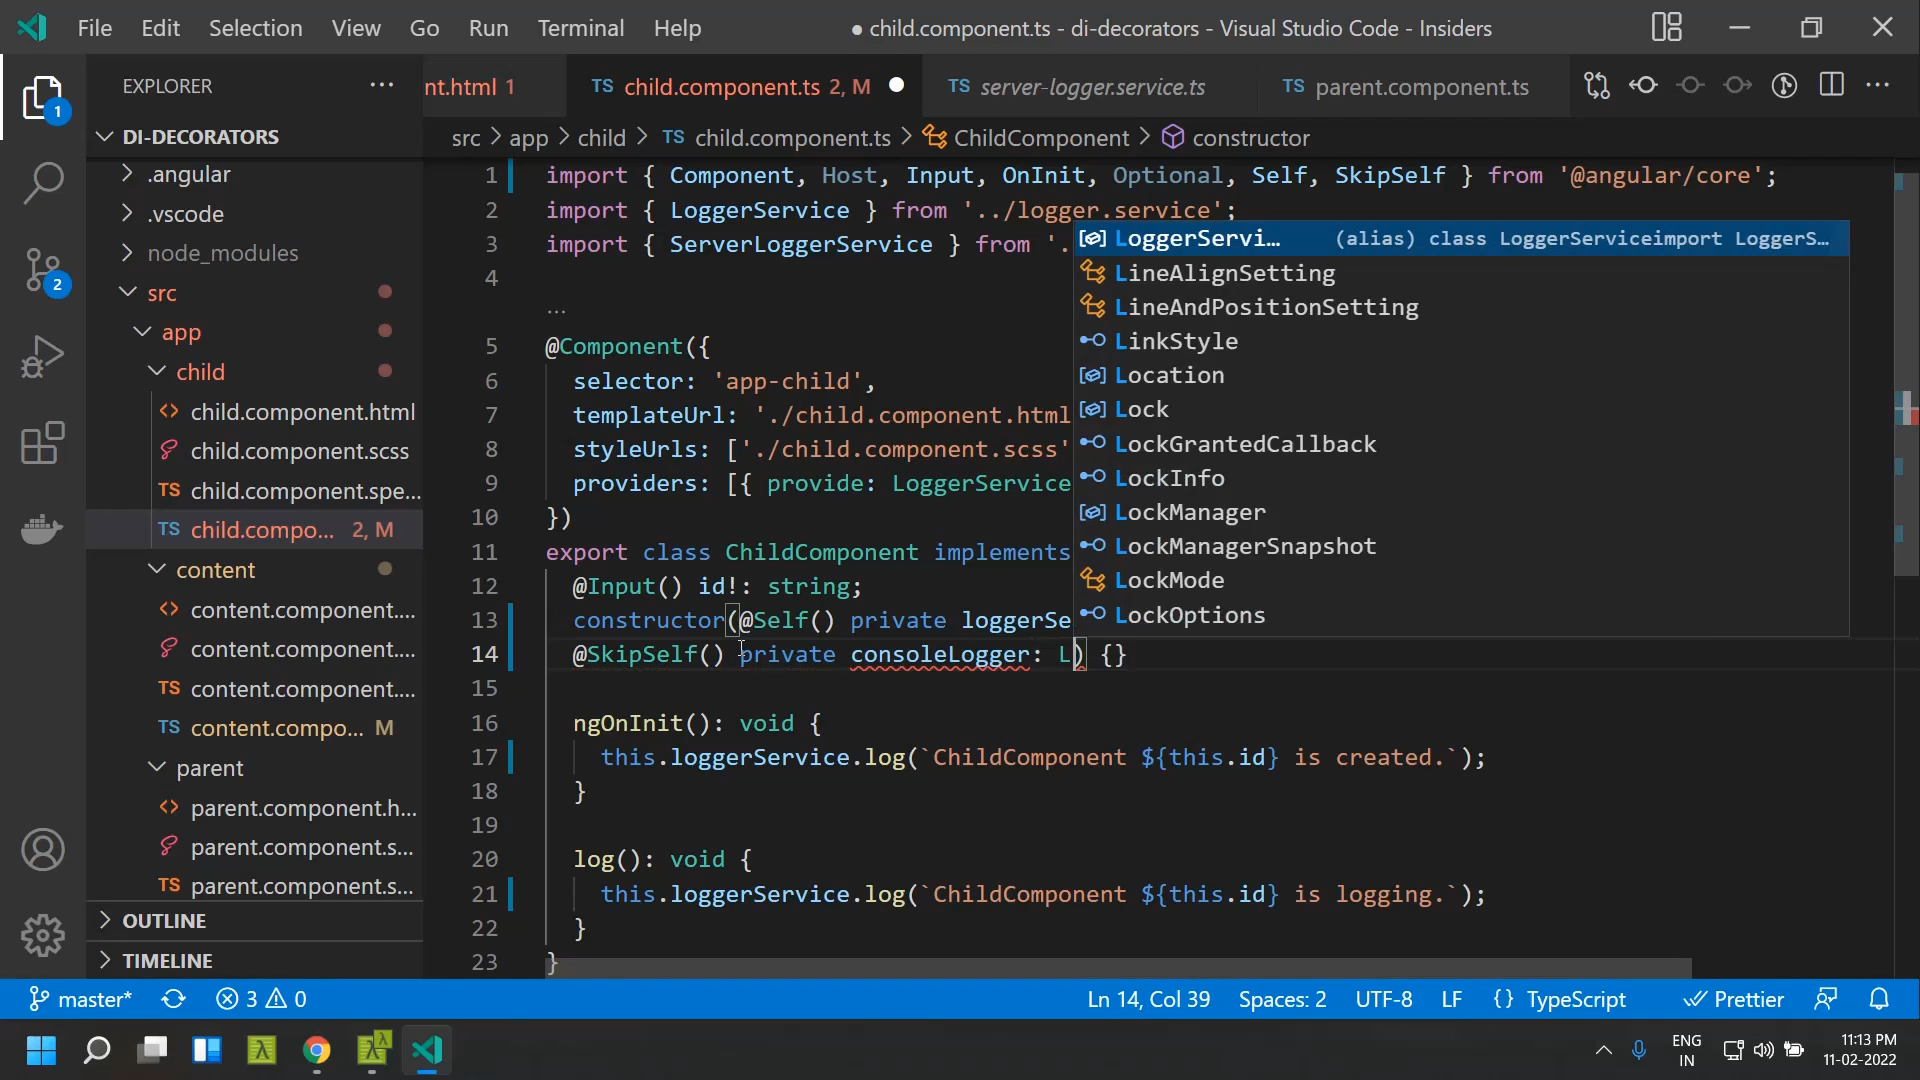 File Edit Selection View Go Run Terminal Help ● child.component.ts - di-decorators - Visual Studio Code - Insiders
EXPLORER ...
nt.html 1 TS child.component.ts 2, M TS server-logger.service.ts TS parent.component.ts
DI-DECORATORS
src > app > child > TS child.component.ts > ChildComponent > constructor
.angular
.vscode
node_modules
src
app
child
child.component.html
child.component.scss
TS child.component.spe...
TS child.compo... 2, M
content
content.component....
content.component....
TS content.component....
TS content.compo... M
parent
parent.component.h...
parent.component.s...
TS parent.component.s...
OUTLINE
TIMELINE
1 import { Component, Host, Input, OnInit, Optional, Self, SkipSelf } from '@angular/core';
2 import { LoggerService } from '../logger.service';
3 import { ServerLoggerService } from '.
4
...
5 @Component({
6 selector: 'app-child',
7 templateUrl: './child.component.html
8 styleUrls: ['./child.component.scss'
9 providers: [{ provide: LoggerService
10 })
11 export class ChildComponent implements
12 @Input() id!: string;
13 constructor(@Self() private loggerSe
14 @SkipSelf() private consoleLogger: L) {}
15
16 ngOnInit(): void {
17 this.loggerService.log(`ChildComponent ${this.id} is created.`);
18 }
19
20 log(): void {
21 this.loggerService.log(`ChildComponent ${this.id} is logging.`);
22 }
23 }
LoggerServi... (alias) class LoggerServiceimport LoggerS...
LineAlignSetting
LineAndPositionSetting
LinkStyle
Location
Lock
LockGrantedCallback
LockInfo
LockManager
LockManagerSnapshot
LockMode
LockOptions
1
2
master* 3 0 Ln 14, Col 39 Spaces: 2 UTF-8 LF {} TypeScript Prettier
ENG
IN
11:13 PM
11-02-2022